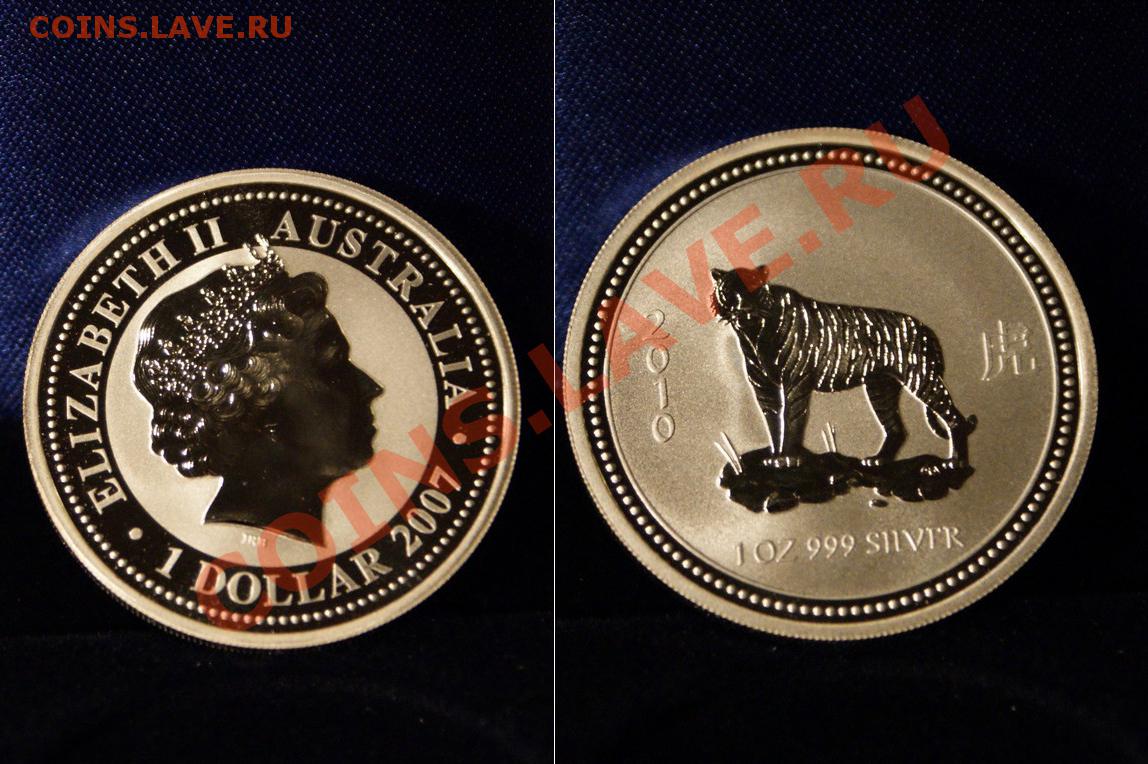 COINS.LAVE.RU
ELIZABETH II AUSTRALIA
1 DOLLAR 2007
IRB
COINS.LAVE.RU
2010
虎
1 OZ 999 SILVER